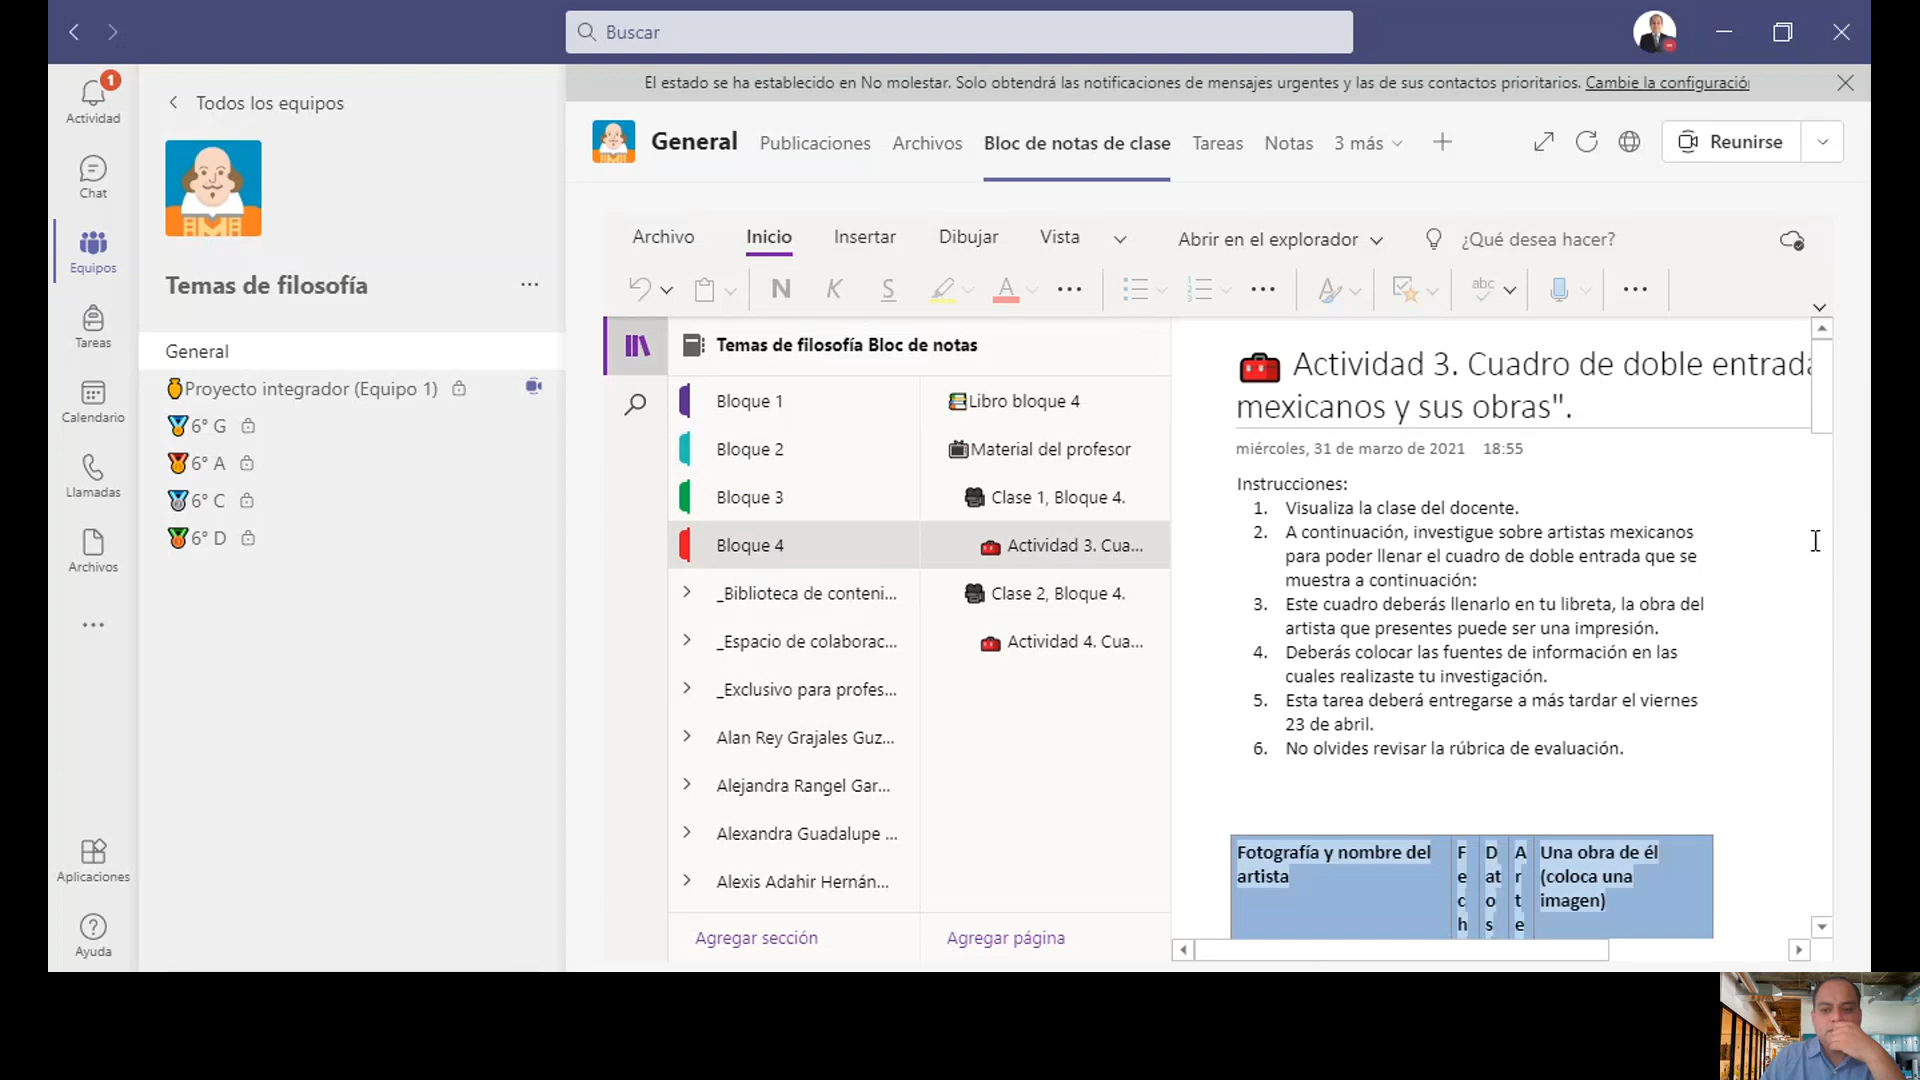 Buscar
El estado se ha establecido en No molestar. Solo obtendrá las notificaciones de mensajes urgentes y las de sus contactos prioritarios. Cambie la configuració
1
Actividad
Chat
Equipos
Tareas
Calendario
Llamadas
Archivos
Aplicaciones
Ayuda
Todos los equipos
Temas de filosofía
General
Proyecto integrador (Equipo 1)
6° G
6° A
6° C
6° D
General
Publicaciones
Archivos
Bloc de notas de clase
Tareas
Notas
3 más
Reunirse
Archivo
Inicio
Insertar
Dibujar
Vista
Abrir en el explorador
¿Qué desea hacer?
N K S A abc
Temas de filosofía Bloc de notas
Bloque 1
Bloque 2
Bloque 3
Bloque 4
_Biblioteca de conteni...
_Espacio de colaborac...
_Exclusivo para profes...
Alan Rey Grajales Guz...
Alejandra Rangel Gar...
Alexandra Guadalupe ...
Alexis Adahir Hernán...
Agregar sección
Libro bloque 4
Material del profesor
Clase 1, Bloque 4.
Actividad 3. Cua...
Clase 2, Bloque 4.
Actividad 4. Cua...
Agregar página
Actividad 3. Cuadro de doble entrada
mexicanos y sus obras".
miércoles, 31 de marzo de 2021 18:55
Instrucciones:
1. Visualiza la clase del docente.
2. A continuación, investigue sobre artistas mexicanos
para poder llenar el cuadro de doble entrada que se
muestra a continuación:
3. Este cuadro deberás llenarlo en tu libreta, la obra del
artista que presentes puede ser una impresión.
4. Deberás colocar las fuentes de información en las
cuales realizaste tu investigación.
5. Esta tarea deberá entregarse a más tardar el viernes
23 de abril.
6. No olvides revisar la rúbrica de evaluación.
Fotografía y nombre del
artista
F
e
c
h
D
at
o
s
A
r
t
e
Una obra de él
(coloca una
imagen)